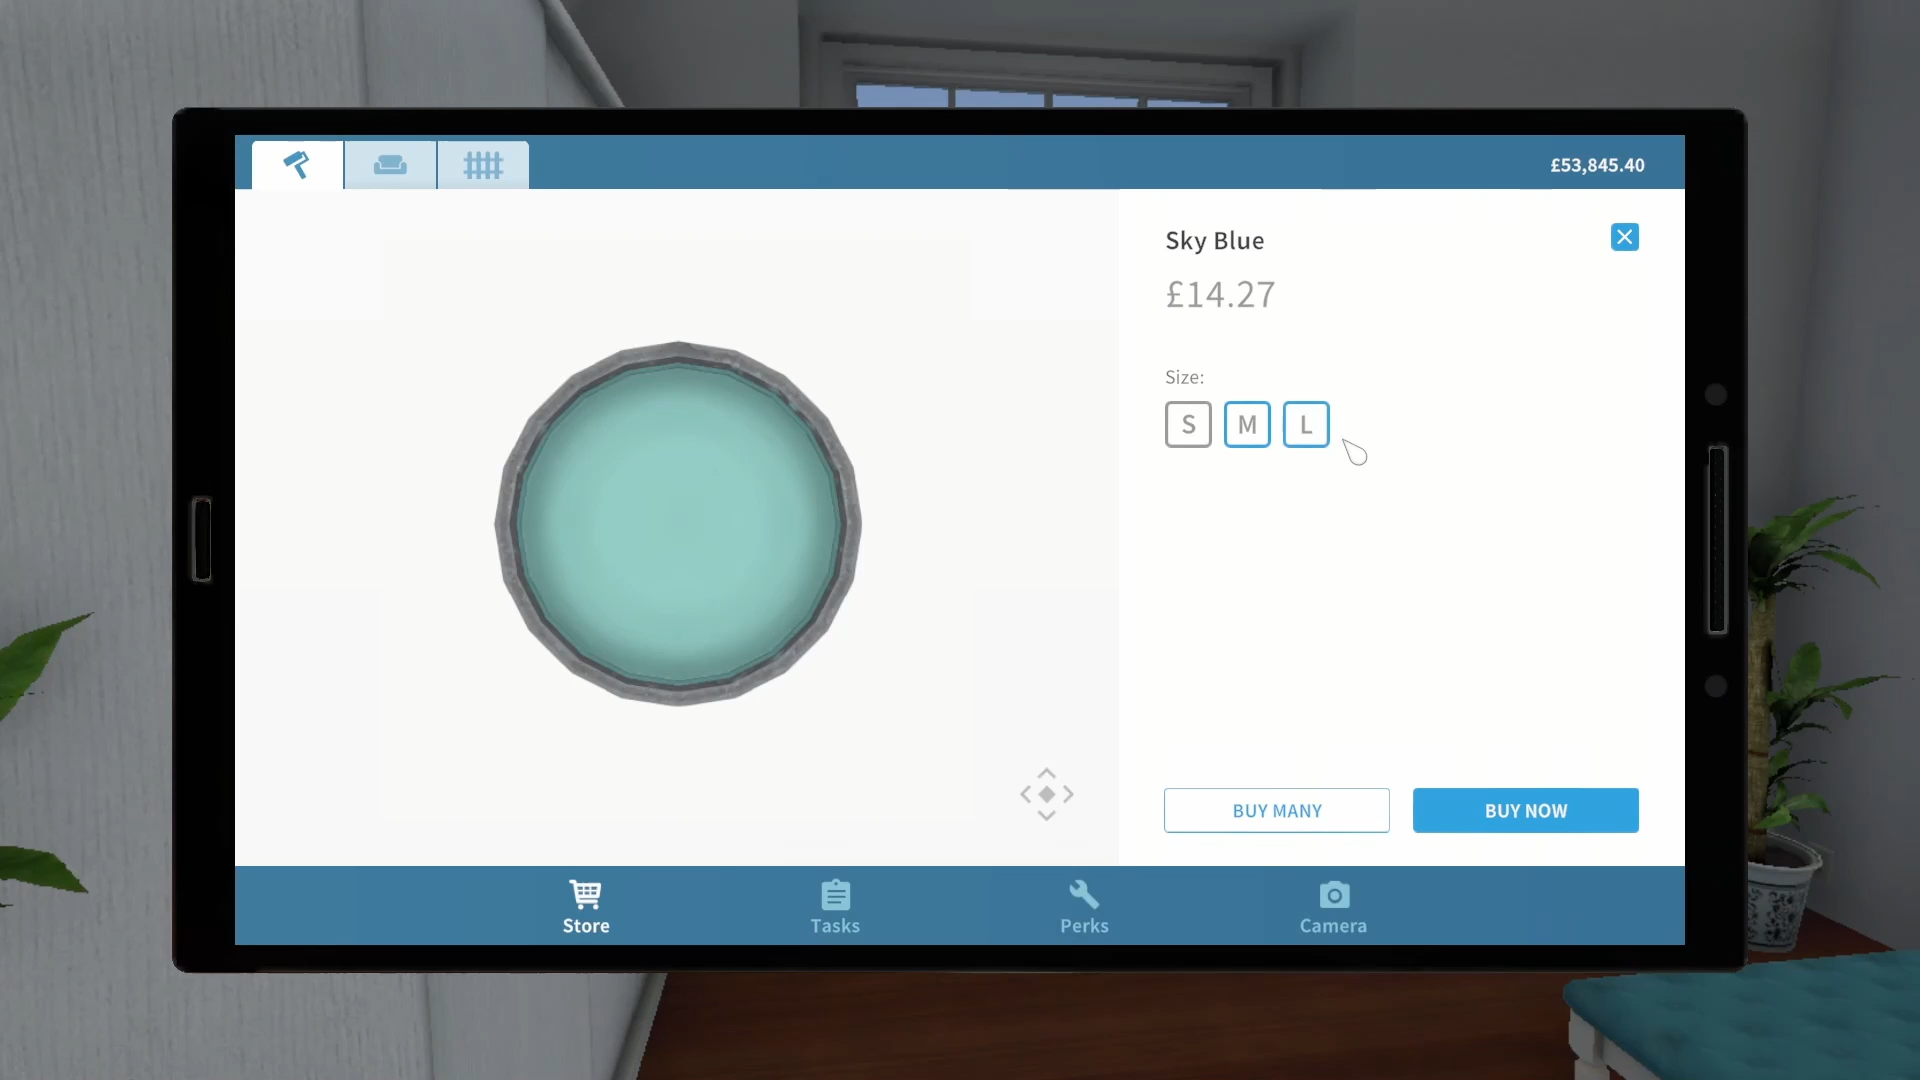 £53,845.40
Sky Blue
£14.27
Size:
S M L
BUY MANY BUY NOW
Store Tasks Perks Camera